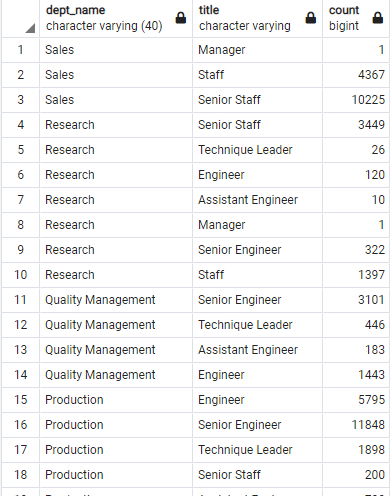 dept_name title count
character varying (40) character varying bigint
1 Sales Manager 1
2 Sales Staff 4367
3 Sales Senior Staff 10225
4 Research Senior Staff 3449
5 Research Technique Leader 26
6 Research Engineer 120
7 Research Assistant Engineer 10
8 Research Manager 1
9 Research Senior Engineer 322
10 Research Staff 1397
11 Quality Management Senior Engineer 3101
12 Quality Management Technique Leader 446
13 Quality Management Assistant Engineer 183
14 Quality Management Engineer 1443
15 Production Engineer 5795
16 Production Senior Engineer 11848
17 Production Technique Leader 1898
18 Production Senior Staff 200